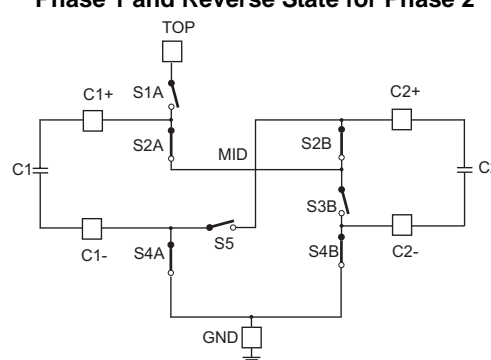 Phase 1 and Reverse State for Phase 2
TOP
C1+
S1A
C2+
S2A
MID
S2B
C1
S3B
C1-
S4A
S5
S4B
C2-
GND